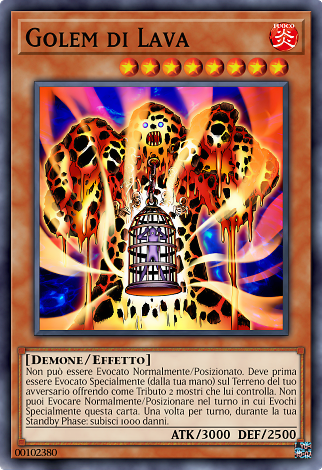 Golem di Lava
FUOCO
炎
[Demone/Effetto]
Non può essere Evocato Normalmente/Posizionato. Deve prima
essere Evocato Specialmente (dalla tua mano) sul Terreno del tuo
avversario offrendo come Tributo 2 mostri che lui controlla. Non
puoi Evocare Normalmente/Posizionare nel turno in cui Evochi
Specialmente questa carta. Una volta per turno, durante la tua
Standby Phase: subisci 1000 danni.
ATK/3000 DEF/2500
00102380